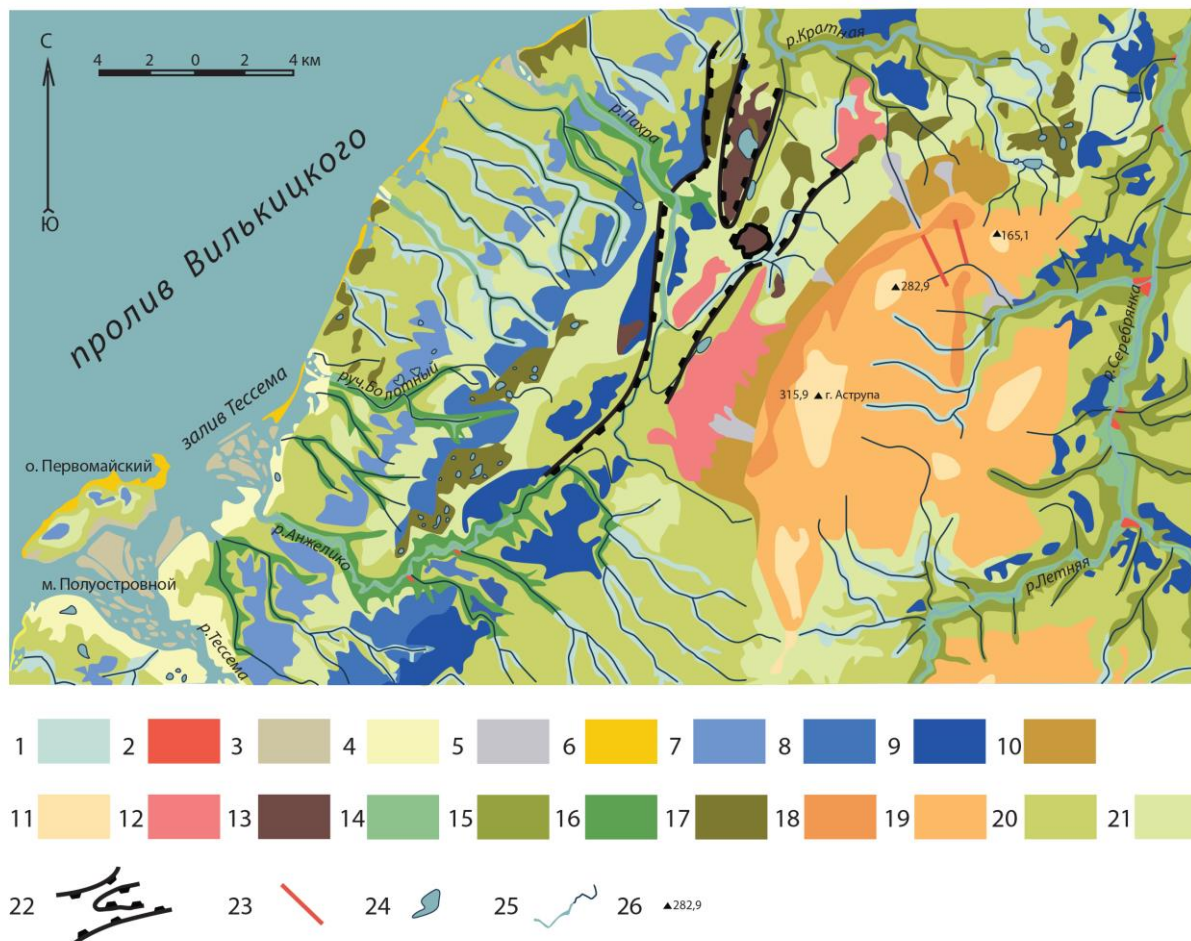 С
4 2 0 2 4 км
Ю
пролив Вилькицкого
р.Кратная
р.Пахра
165,1
282,9
р.Серебрянка
руч.Болотный
315,9 г. Аструпа
залив Тессема
о. Первомайский
р.Анжелико
р.Летняя
м. Полуостровной
р.Тессема
1 2 3 4 5 6 7 8 9 10
11 12 13 14 15 16 17 18 19 20 21
22 23 24 25 26 282,9